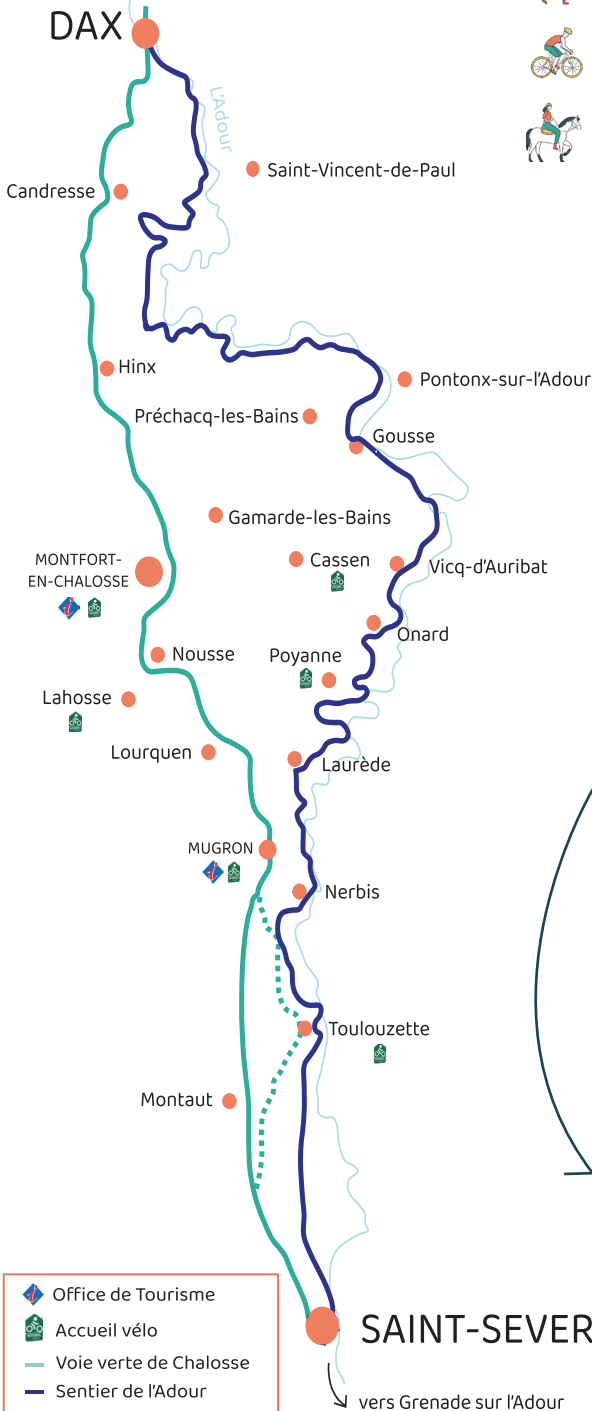 DAX
L'Adour
Saint-Vincent-de-Paul
Candresse
Hinx
Pontonx-sur-l'Adour
Préchacq-les-Bains
Gousse
Gamarde-les-Bains
Cassen
Vicq-d'Auribat
MONTFORT-
EN-CHALOSSE
Onard
Nousse
Poyanne
Lahosse
Lourquen
Laurède
MUGRON
Nerbis
Toulouzette
Montaut
Office de Tourisme
Accueil vélo
Voie verte de Chalosse
Sentier de l'Adour
SAINT-SEVER
vers Grenade sur l'Adour